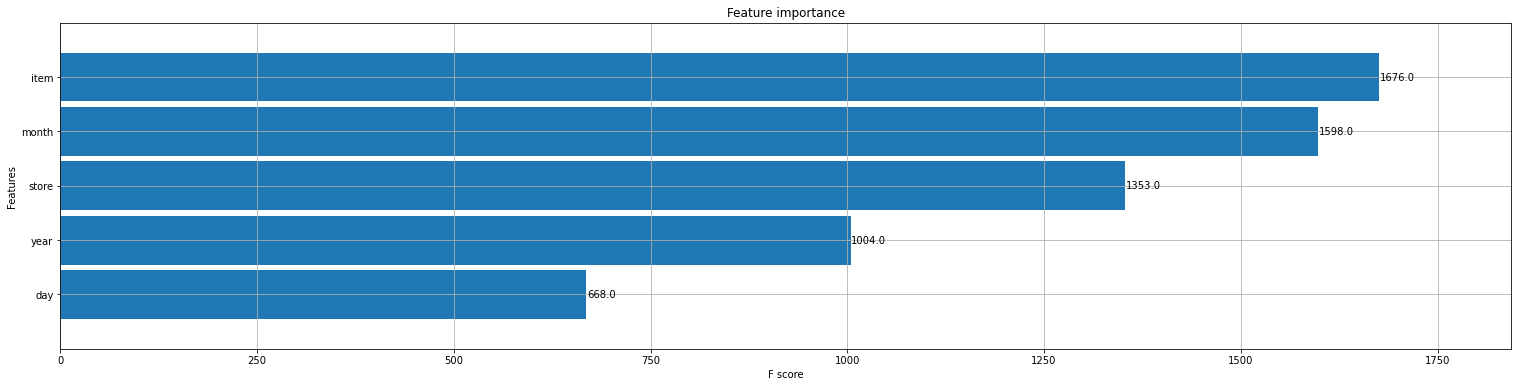 Feature importance
Features
item
1676.0
month
1598.0
store
1353.0
year
1004.0
day
668.0
0 250 500 750 1000 1250 1500 1750
F score